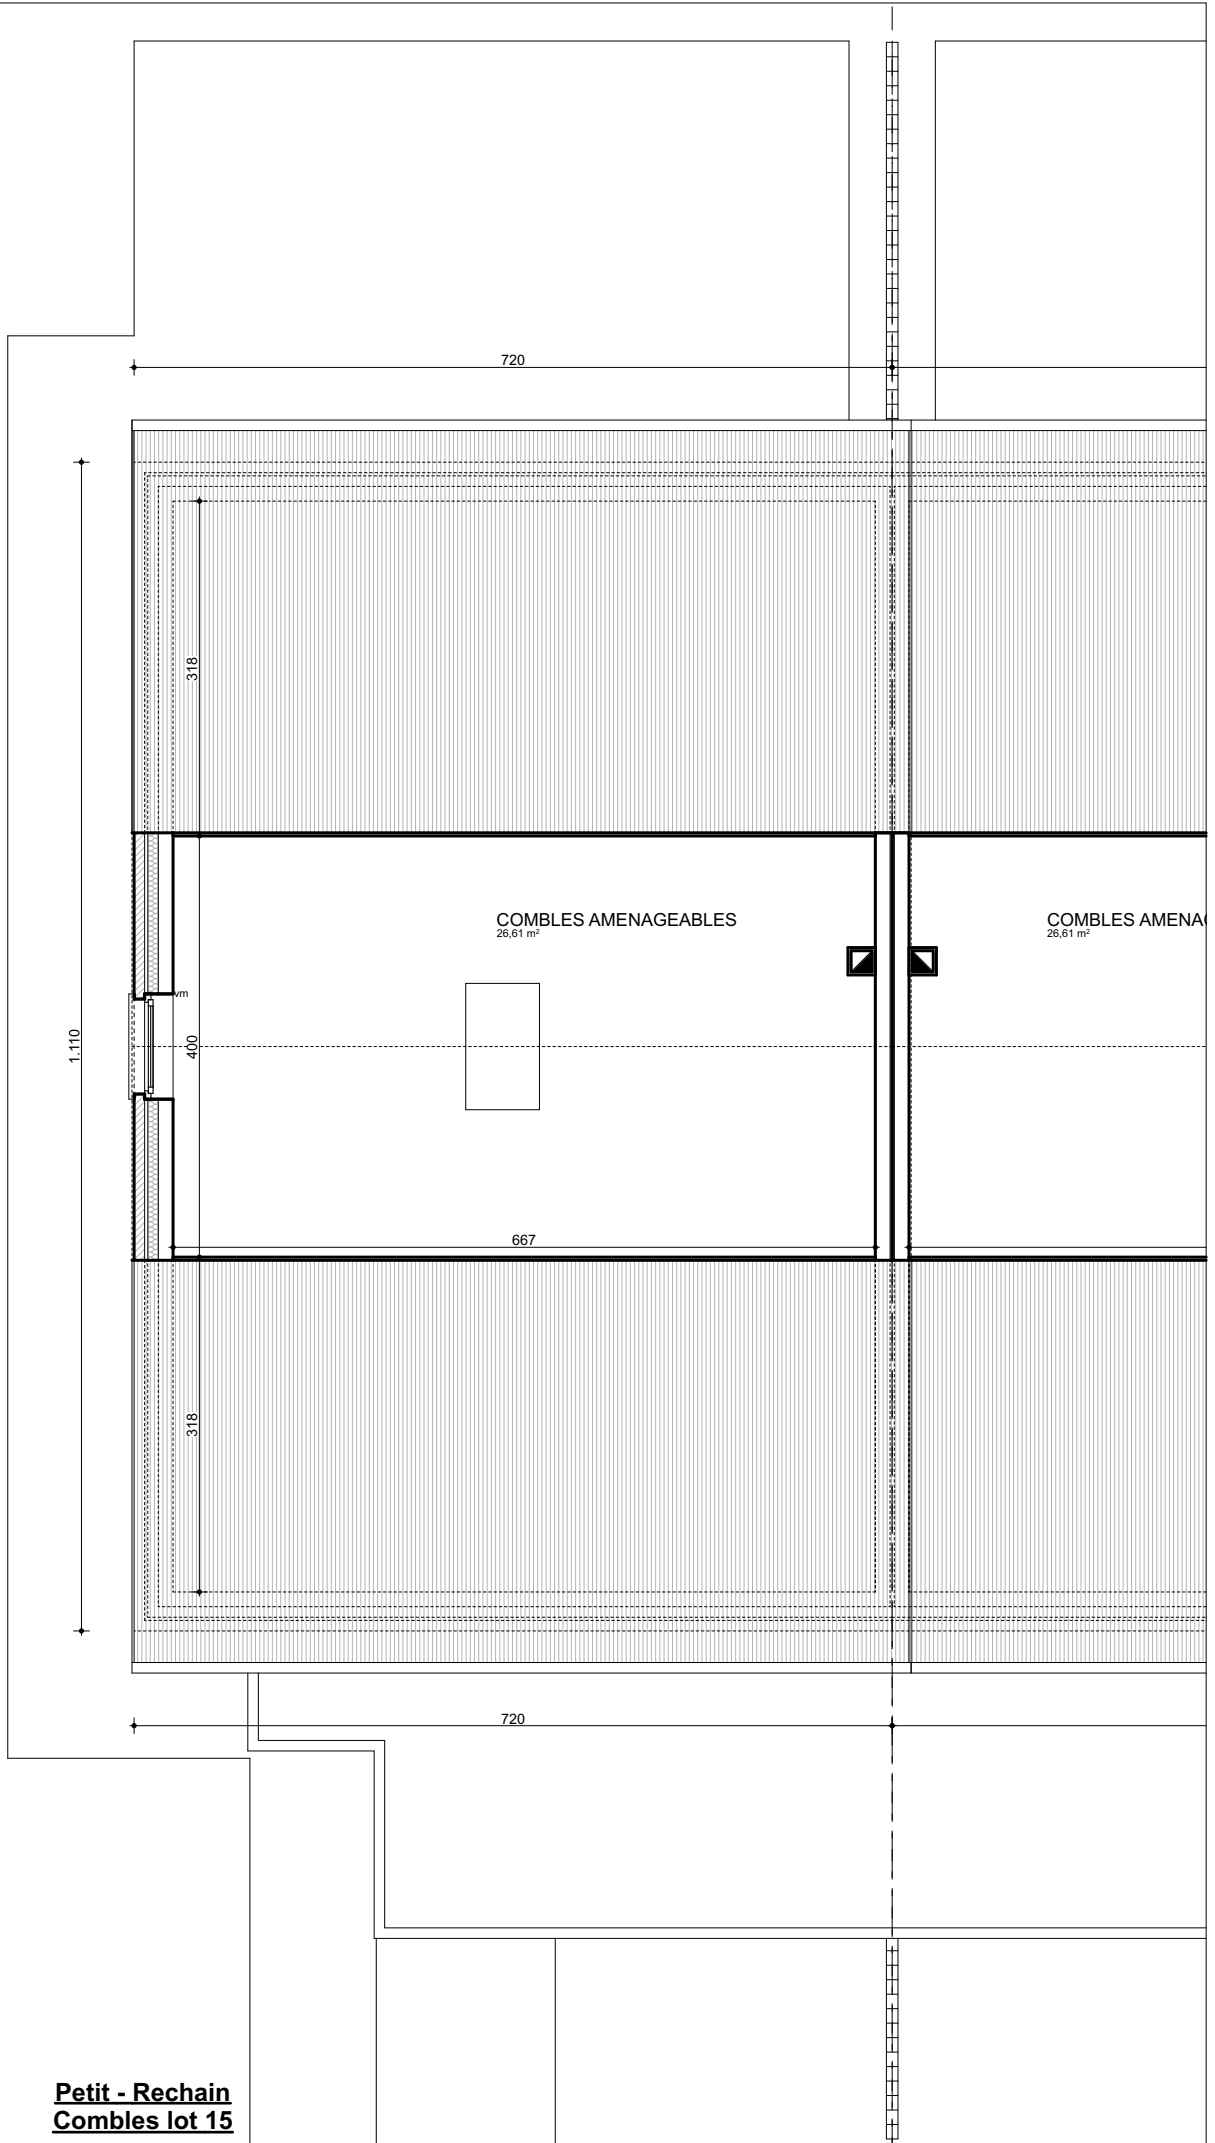 720
318
COMBLES AMENAGEABLES
26,61 m²
COMBLES AMENAG
26,61 m²
vm
1.110
400
667
318
720
Petit - Rechain
Combles lot 15